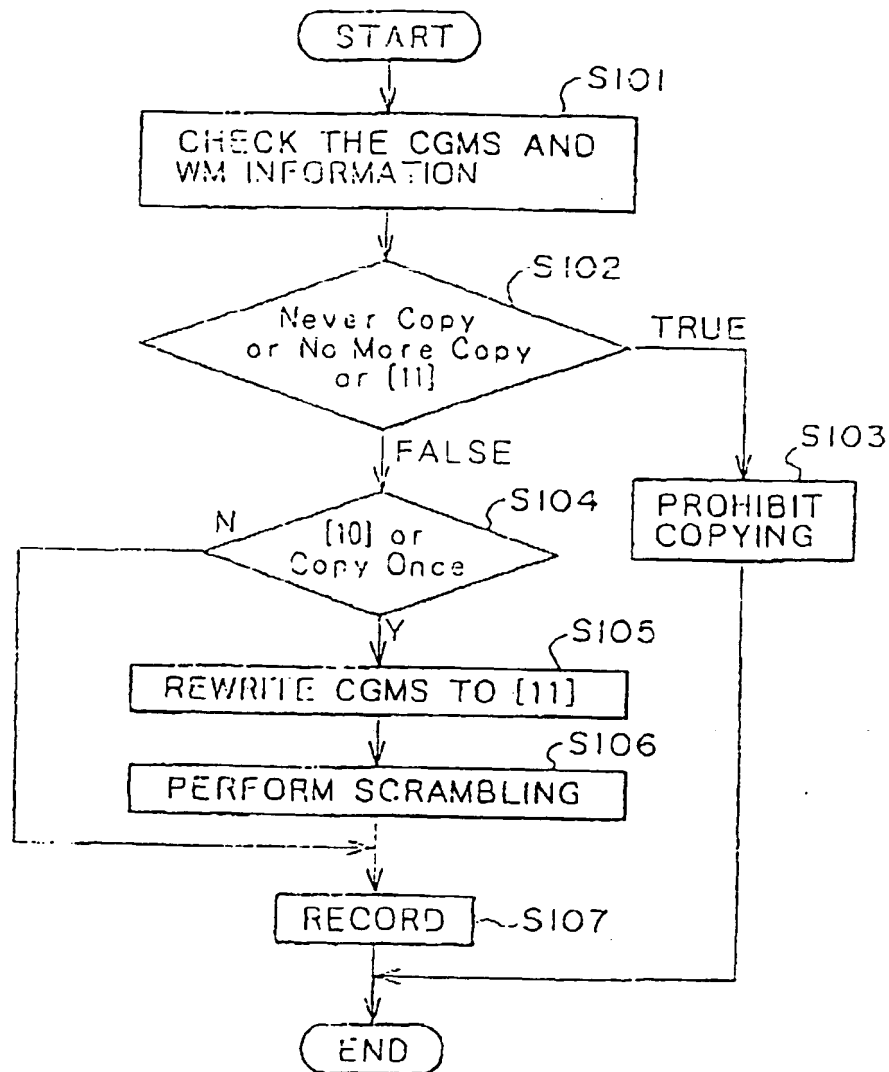 START
S101
CHECK THE CGMS AND
WM INFORMATION
S102
Never Copy
or No More Copy
or [11]
TRUE
FALSE
S103
PROHIBIT
COPYING
S104
N
[10] or
Copy Once
Y
S105
REWRITE CGMS TO [11]
S106
PERFORM SCRAMBLING
RECORD
S107
END